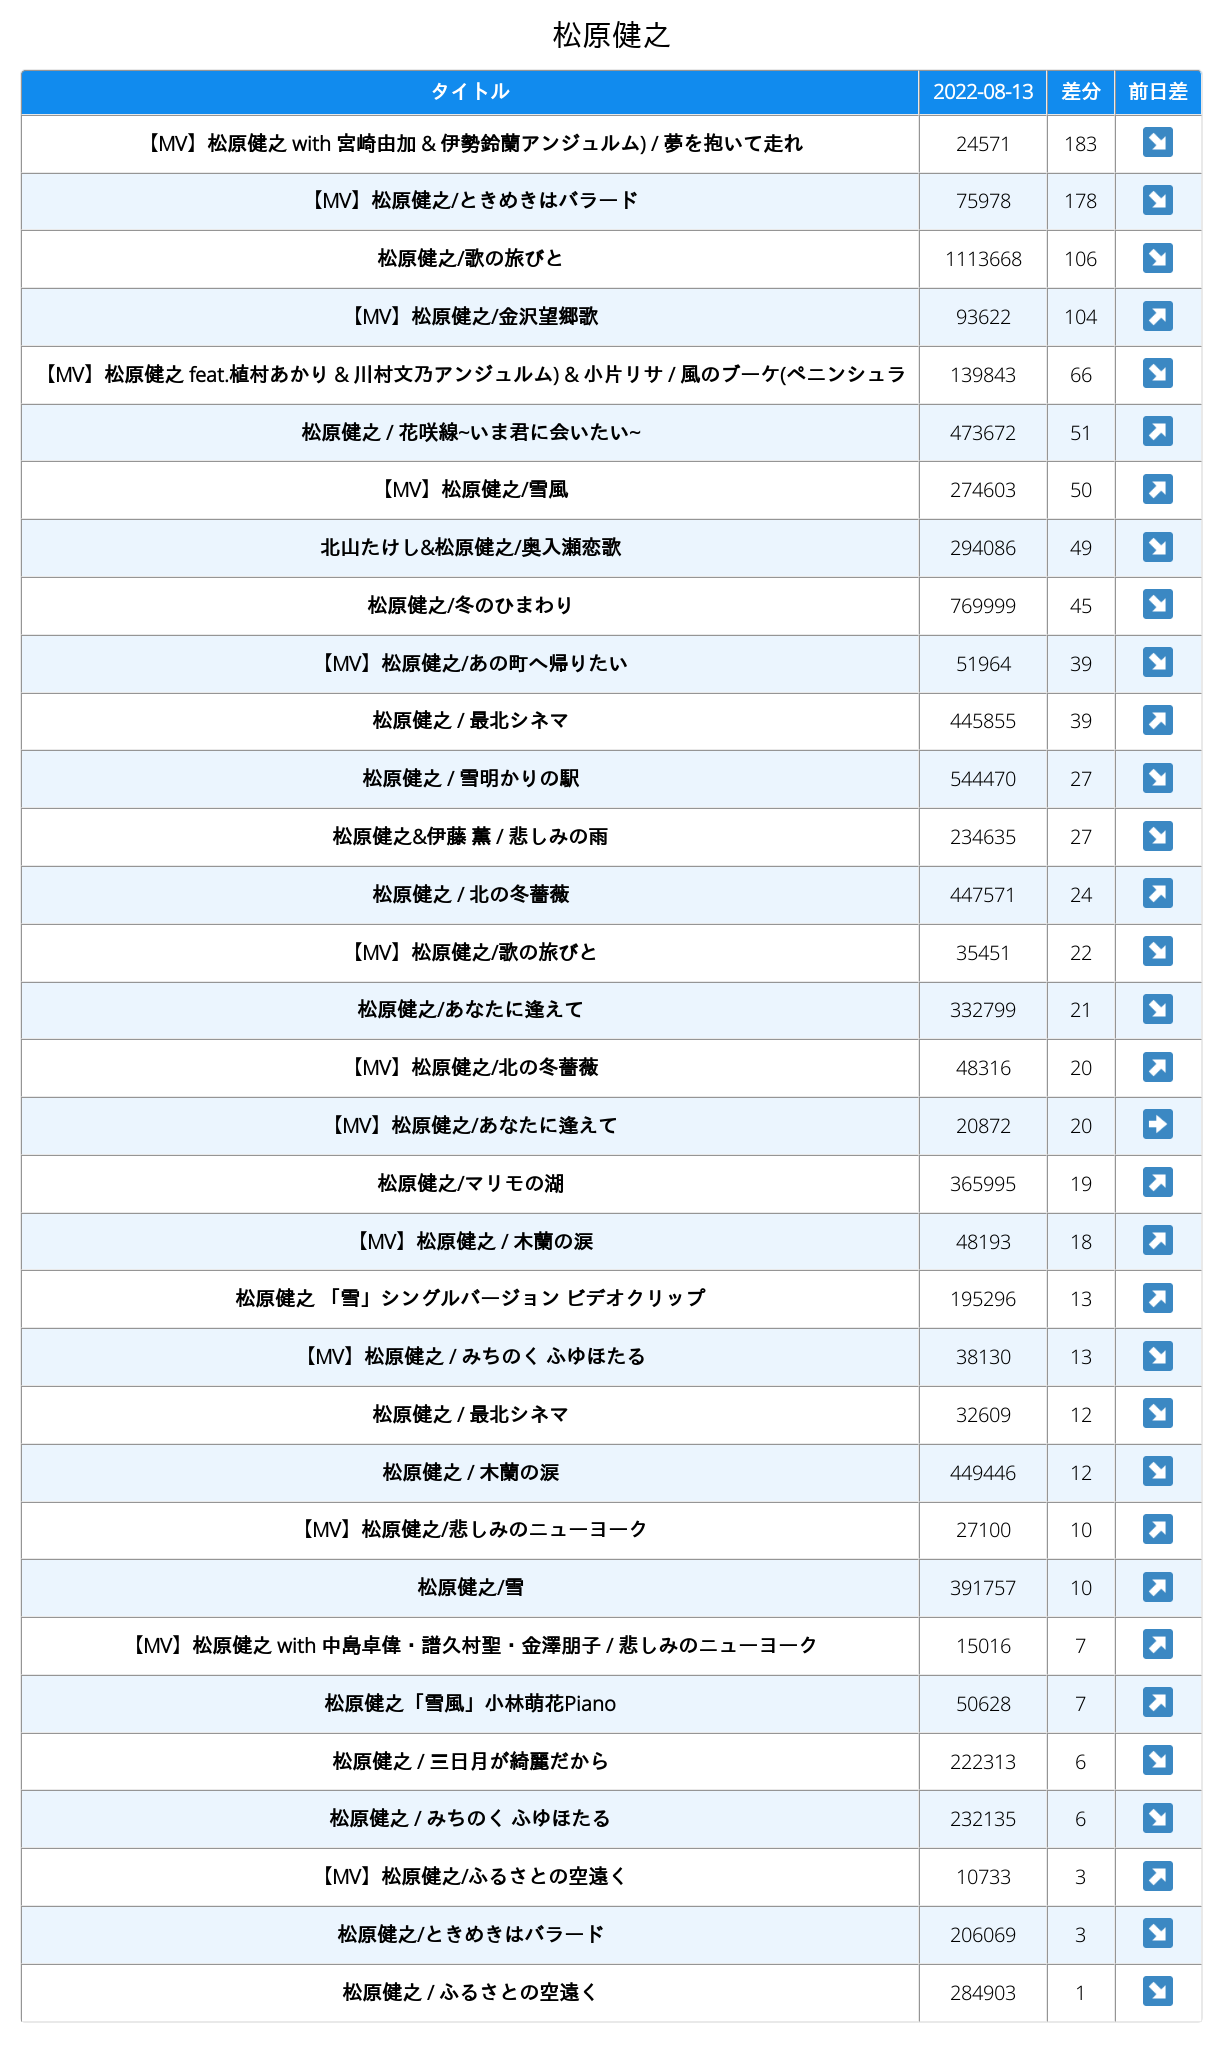 松原健之
タイトル 2022-08-13 差分 前日差
【MV】松原健之 with 宮崎由加 & 伊勢鈴蘭アンジュルム) / 夢を抱いて走れ 24571 183 ↘
【MV】松原健之/ときめきはバラード 75978 178 ↘
松原健之/歌の旅びと 1113668 106 ↘
【MV】松原健之/金沢望郷歌 93622 104 ↗
【MV】松原健之 feat.植村あかり & 川村文乃アンジュルム) & 小片リサ / 風のブーケ(ペニンシュラ 139843 66 ↘
松原健之 / 花咲線~いま君に会いたい~ 473672 51 ↗
【MV】松原健之/雪風 274603 50 ↗
北山たけし&松原健之/奥入瀬恋歌 294086 49 ↘
松原健之/冬のひまわり 769999 45 ↘
【MV】松原健之/あの町へ帰りたい 51964 39 ↘
松原健之 / 最北シネマ 445855 39 ↗
松原健之 / 雪明かりの駅 544470 27 ↘
松原健之&伊藤 薫 / 悲しみの雨 234635 27 ↘
松原健之 / 北の冬薔薇 447571 24 ↗
【MV】松原健之/歌の旅びと 35451 22 ↘
松原健之/あなたに逢えて 332799 21 ↘
【MV】松原健之/北の冬薔薇 48316 20 ↗
【MV】松原健之/あなたに逢えて 20872 20 ➡
松原健之/マリモの湖 365995 19 ↗
【MV】松原健之 / 木蘭の涙 48193 18 ↗
松原健之 「雪」シングルバージョン ビデオクリップ 195296 13 ↗
【MV】松原健之 / みちのく ふゆほたる 38130 13 ↘
松原健之 / 最北シネマ 32609 12 ↘
松原健之 / 木蘭の涙 449446 12 ↘
【MV】松原健之/悲しみのニューヨーク 27100 10 ↗
松原健之/雪 391757 10 ↗
【MV】松原健之 with 中島卓偉・譜久村聖・金澤朋子 / 悲しみのニューヨーク 15016 7 ↗
松原健之「雪風」小林萌花Piano 50628 7 ↗
松原健之 / 三日月が綺麗だから 222313 6 ↘
松原健之 / みちのく ふゆほたる 232135 6 ↘
【MV】松原健之/ふるさとの空遠く 10733 3 ↗
松原健之/ときめきはバラード 206069 3 ↘
松原健之 / ふるさとの空遠く 284903 1 ↘